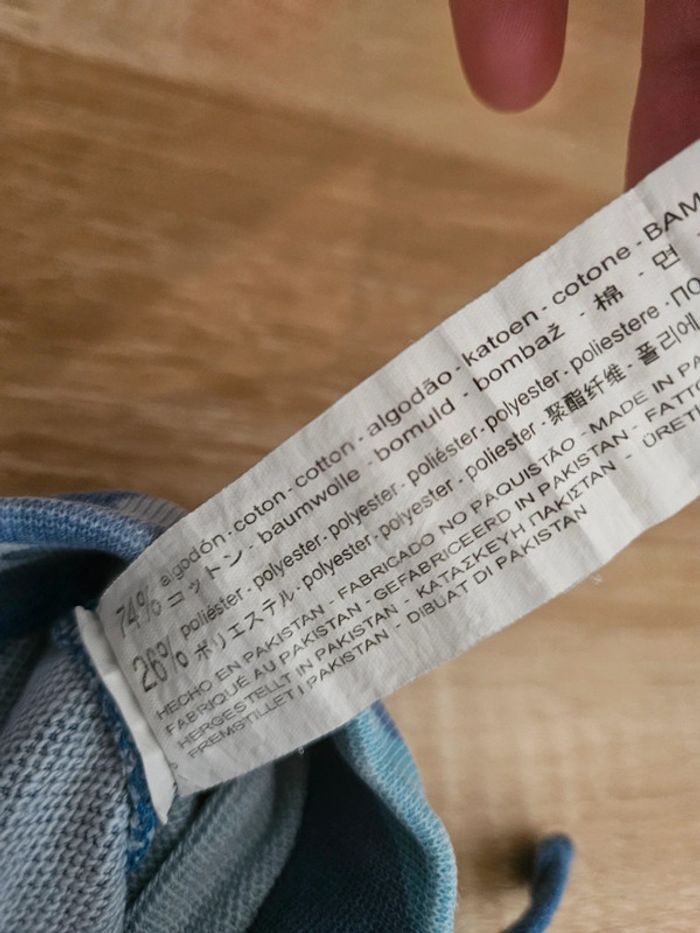 74% algodón - coton - cotton - algodão - katoen - cotone - BAM
コットン - baumwolle - bomuld - bombaž - 棉 - 면
26% poliéster - polyester - polyester - poliéster - polyester - poliestere - ΠΟ
ポリエステル - polyester - polyester - poliester - 聚酯纤维 - 폴리에
HECHO EN PAKISTAN - FABRICADO NO PAQUISTÃO - MADE IN PA
FABRIQUÉ AU PAKISTAN - GEFABRICEERD IN PAKISTAN - FATTO
HERGESTELLT IN PAKISTAN - ΚΑΤΑΣΚΕΥΗ ΠΑΚΙΣΤΑΝ - ÜRETİ
FREMSTILLET I PAKISTAN - DIBUAT DI PAKISTAN